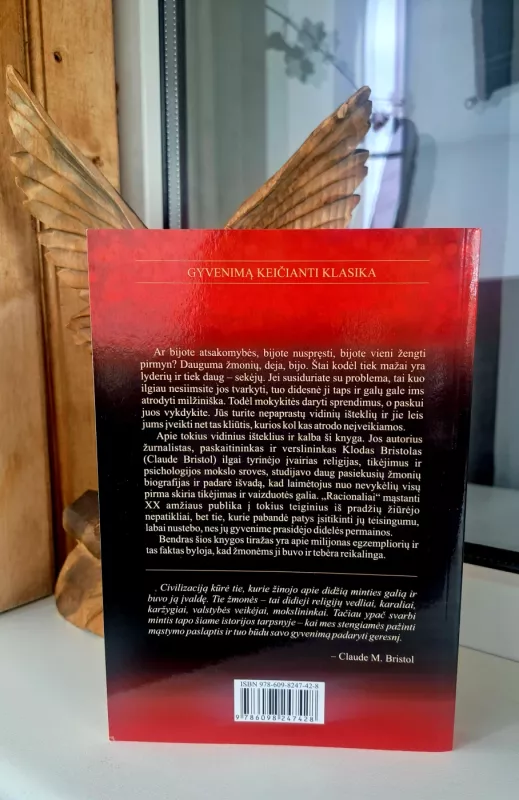 GYVENIMĄ KEIČIANTI KLASIKA
Ar bijote atsakomybės, bijote nuspręsti, bijote vieni žengti
pirmyn? Dauguma žmonių, deja, bijo. Štai kodėl tiek mažai yra
lyderių ir tiek daug – sekėjų. Jei susiduriate su problema, tai kuo
ilgiau nesiimsite jos tvarkyti, tuo didesnė ji taps ir galų gale ims
atrodyti milžiniška. Todėl mokykitės daryti sprendimus, o paskui
juos vykdykite. Jūs turite nepaprastų vidinių išteklių ir jie leis
jums įveikti net tas kliūtis, kurios kol kas atrodo neįveikiamos.
Apie tokius vidinius išteklius ir kalba ši knyga. Jos autorius
žurnalistas, paskaitininkas ir verslininkas Klodas Bristolas
(Claude Bristol) ilgai tyrinėjo įvairias religijas, tikėjimus ir
psichologijos mokslo sroves, studijavo daug pasiekusių žmonių
biografijas ir padarė išvadą, kad laimėtojus nuo nevykėlių visų
pirma skiria tikėjimas ir vaizduotės galia. „Racionaliai“ mąstanti
XX amžiaus publika į tokius teiginius iš pradžių žiūrėjo
nepatikliai, bet tie, kurie pabandė patys įsitikinti jų teisingumu,
labai nustebo, nes jų gyvenime prasidėjo didelės permainos.
Bendras šios knygos tiražas yra apie milijonas egzempliorių ir
tas faktas byloja, kad žmonėms ji buvo ir tebėra reikalinga.
„Civilizaciją kūrė tie, kurie žinojo apie didžią minties galią ir
buvo ją įvaldę. Tie žmonės – tai didieji religijų vedliai, karaliai,
karžygiai, valstybės veikėjai, mokslininkai. Tačiau ypač svarbi
mintis tapo šiame istorijos tarpsnyje – kai mes stengiamės pažinti
mąstymo paslaptis ir tuo būdu savo gyvenimą padaryti geresnį.
– Claude M. Bristol
ISBN 978-609-8247-42-8
9 786098 247428